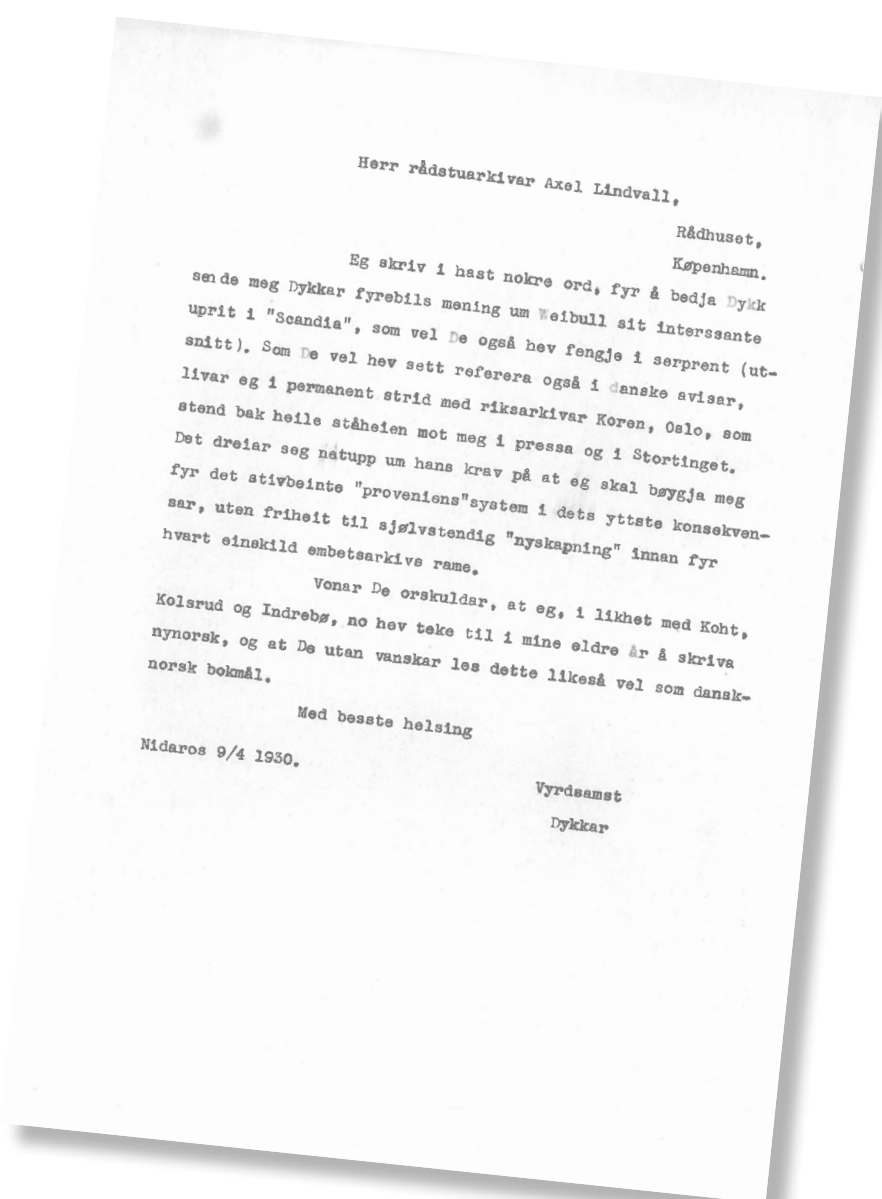 Herr rådstuarkivar Axel Lindvall,
Rådhuset,
Køpenhamn.
Eg skriv i hast nokre ord, fyr å bedja Dykk
sende meg Dykkar fyrebils mening um Weibull sit interssante
uprit i "Scandia", som vel De også hev fengje i serprent (ut-
snitt). Som De vel hev sett referera også i danske avisar,
livar eg i permanent strid med riksarkivar Koren, Oslo, som
stend bak heile ståheien mot meg i pressa og i Stortinget.
Det dreiar seg natupp um hans krav på at eg skal bøygja meg
fyr det stivbeinte "proveniens"system i dets yttste konsekven-
sar, uten friheit til sjølvstendig "nyskapning" innan fyr
hvart einskild embetsarkivs rame.
Vonar De orskuldar, at eg, i likhet med Koht,
Kolsrud og Indrebø, no hev teke til i mine eldre år å skriva
nynorsk, og at De utan vanskar les dette likeså vel som dansk-
norsk bokmål.
Med besste helsing
Nidaros 9/4 1930.
Vyrdsamst
Dykkar